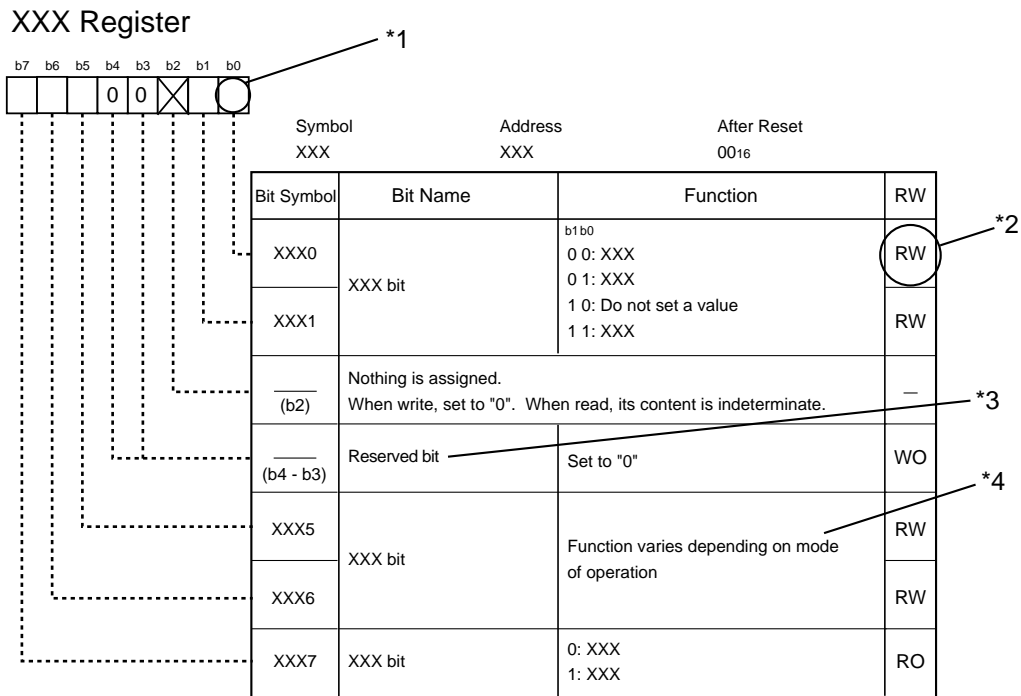 XXX Register
*1
b7 b6 b5 b4 b3 b2 b1 b0
0 0
Symbol Address After Reset
XXX XXX 0016
Bit Symbol Bit Name Function RW
*2
XXX0 XXX bit b1 b0 RW
0 0: XXX
0 1: XXX
1 0: Do not set a value
XXX1 1 1: XXX RW
(b2) Nothing is assigned. –
When write, set to "0". When read, its content is indeterminate.
*3
(b4 - b3) Reserved bit Set to "0" WO
*4
XXX5 RW
XXX bit Function varies depending on mode
of operation
XXX6 RW
XXX7 XXX bit 0: XXX RO
1: XXX